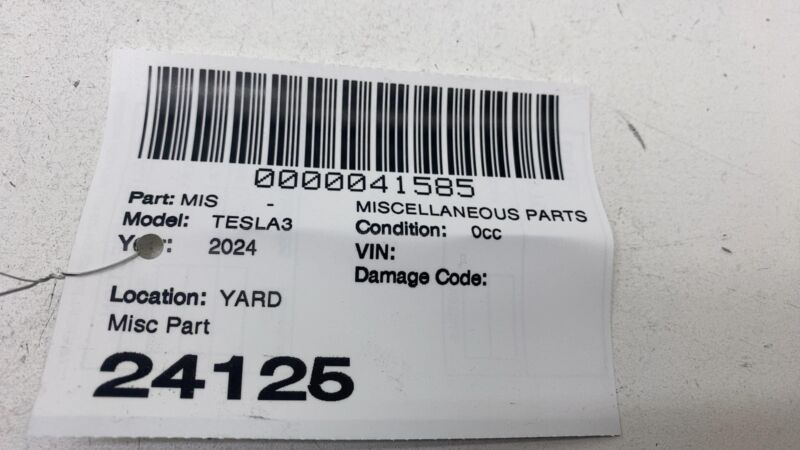 0000041585
Part: MIS - MISCELLANEOUS PARTS
Model: TESLA3 Condition: 0cc
2024 VIN:
Damage Code:
Location: YARD
Misc Part
24125